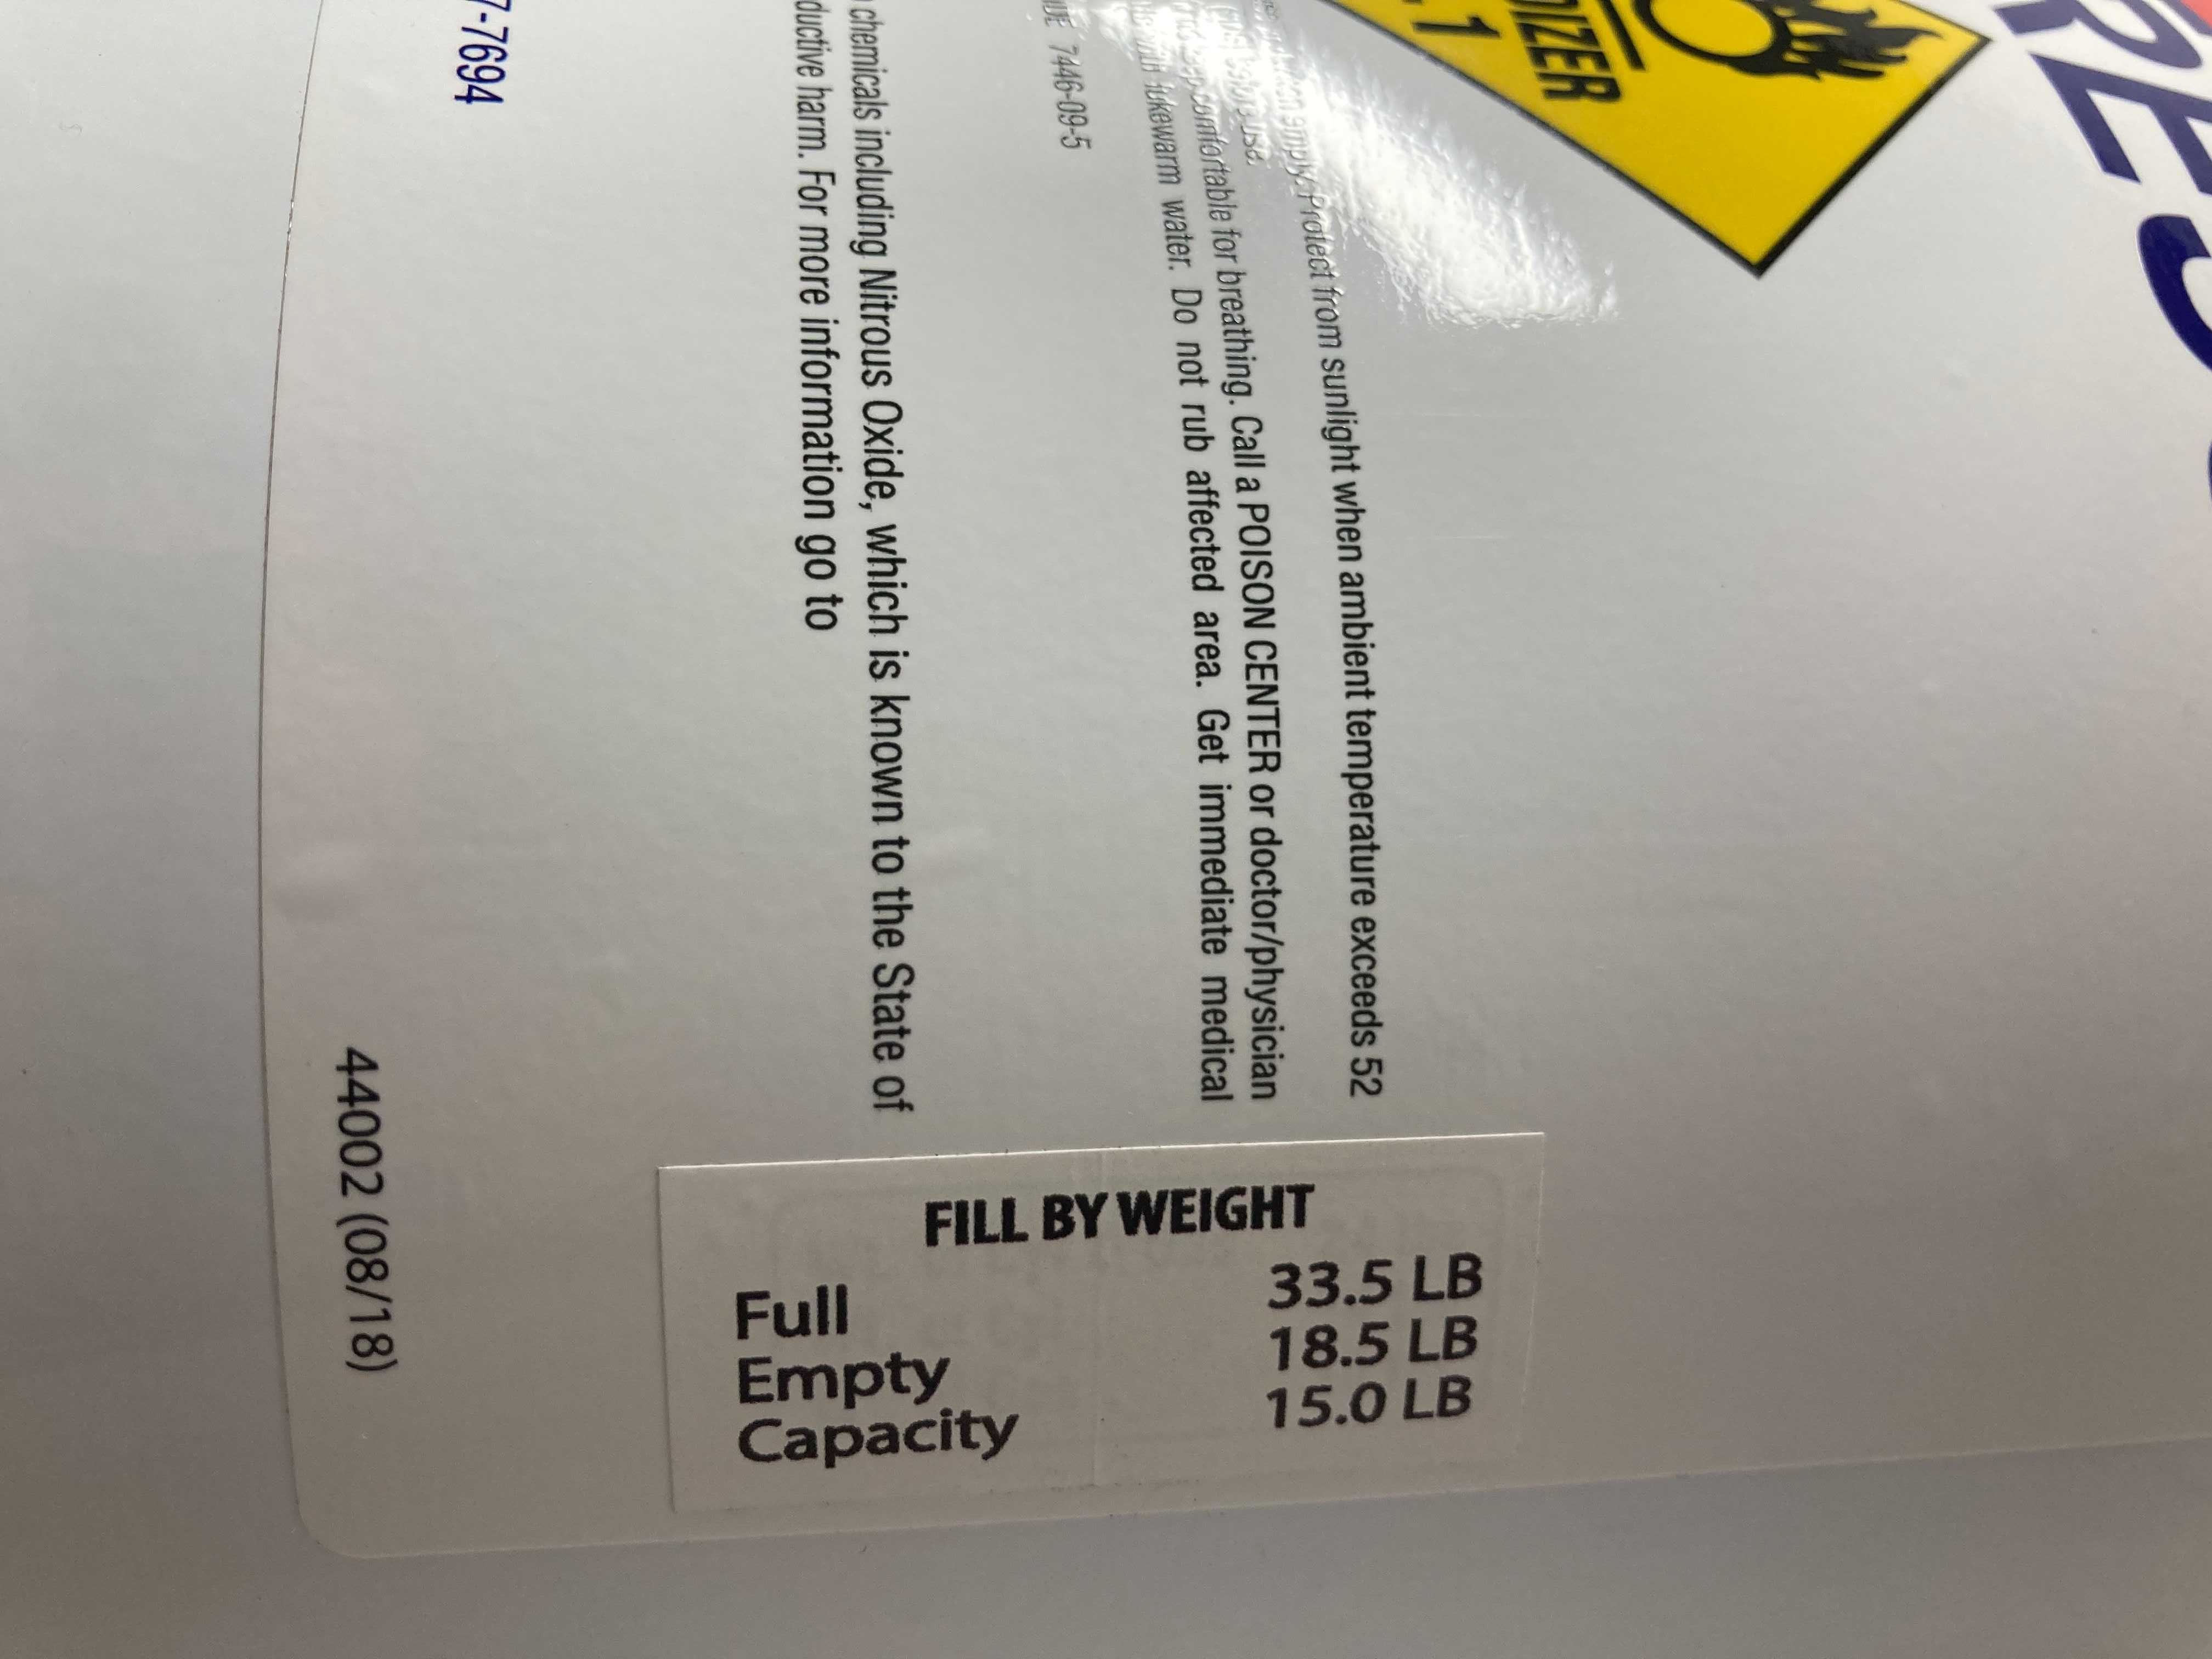 RES
IZER
1
Protect from sunlight when ambient temperature exceeds 52
comfortable for breathing. Call a POISON CENTER or doctor/physician
lukewarm water. Do not rub affected area. Get immediate medical
7446-09-5
chemicals including Nitrous Oxide, which is known to the State of
ductive harm. For more information go to
7-7694
44002 (08/18)
FILL BY WEIGHT
Full 33.5 LB
Empty 18.5 LB
Capacity 15.0 LB